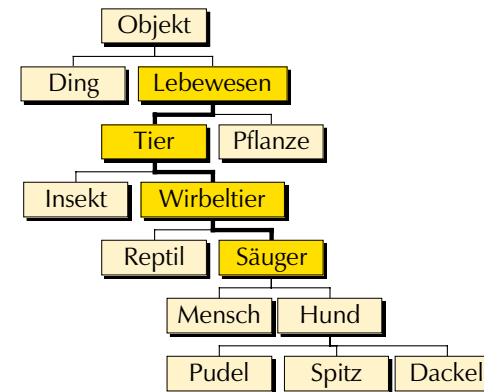 Objekt
Ding Lebewesen
Tier Pflanze
Insekt Wirbeltier
Reptil Säuger
Mensch Hund
Pudel Spitz Dackel